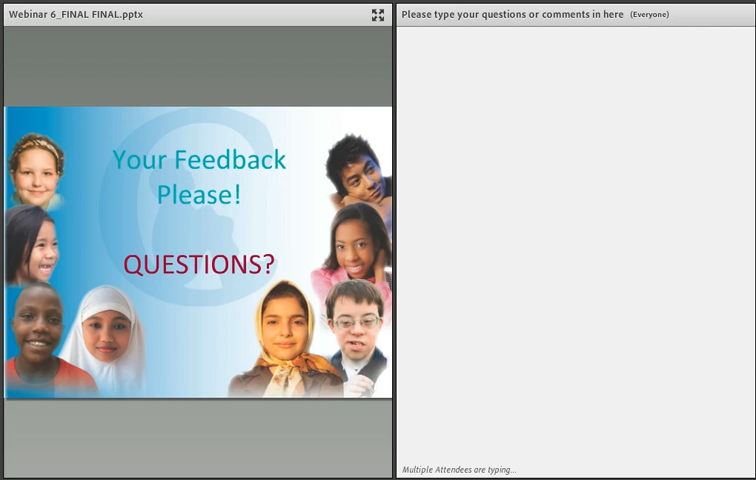 Webinar 6_FINAL FINAL.pptx
Please type your questions or comments in here (Everyone)
Your Feedback
Please!
QUESTIONS?
Multiple Attendees are typing...